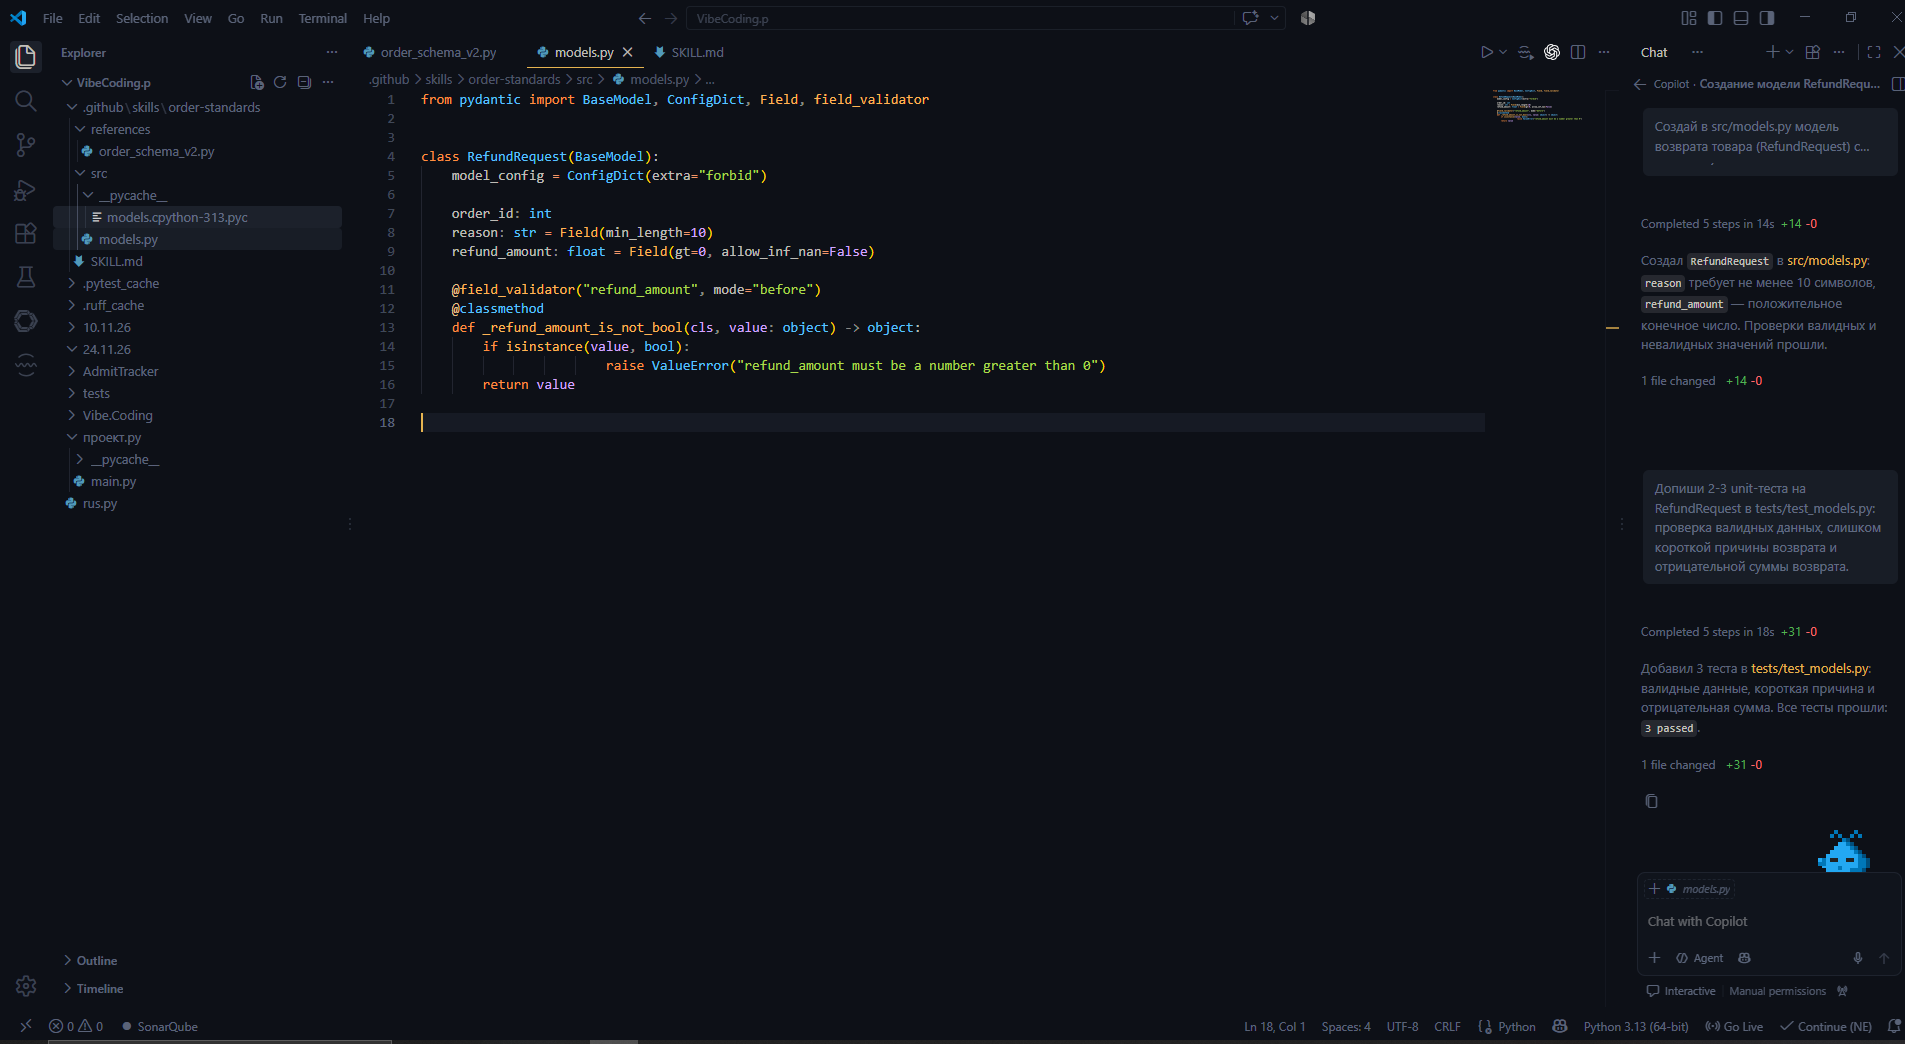 File Edit Selection View Go Run Terminal Help
VibeCoding.p
Explorer
VibeCoding.p
.github\skills\order-standards
references
order_schema_v2.py
src
__pycache__
models.cpython-313.pyc
models.py
SKILL.md
.pytest_cache
.ruff_cache
10.11.26
24.11.26
AdmitTracker
tests
Vibe.Coding
проект.py
__pycache__
main.py
rus.py
Outline
Timeline
order_schema_v2.py models.py SKILL.md
.github > skills > order-standards > src > models.py > ...
1 from pydantic import BaseModel, ConfigDict, Field, field_validator
2
3
4 class RefundRequest(BaseModel):
5     model_config = ConfigDict(extra="forbid")
6
7     order_id: int
8     reason: str = Field(min_length=10)
9     refund_amount: float = Field(gt=0, allow_inf_nan=False)
10
11     @field_validator("refund_amount", mode="before")
12     @classmethod
13     def _refund_amount_is_not_bool(cls, value: object) -> object:
14         if isinstance(value, bool):
15                         raise ValueError("refund_amount must be a number greater than 0")
16         return value
17
18
Chat
Copilot · Создание модели RefundRequ...
Создай в src/models.py модель
возврата товара (RefundRequest) с...
Completed 5 steps in 14s +14 -0
Создал RefundRequest в src/models.py:
reason требует не менее 10 символов,
refund_amount — положительное
конечное число. Проверки валидных и
невалидных значений прошли.
1 file changed +14 -0
Допиши 2-3 unit-теста на
RefundRequest в tests/test_models.py:
проверка валидных данных, слишком
короткой причины возврата и
отрицательной суммы возврата.
Completed 5 steps in 18s +31 -0
Добавил 3 теста в tests/test_models.py:
валидные данные, короткая причина и
отрицательная сумма. Все тесты прошли:
3 passed.
1 file changed +31 -0
models.py
Chat with Copilot
Agent
Interactive Manual permissions
0 0 SonarQube
Ln 18, Col 1 Spaces: 4 UTF-8 CRLF Python Python 3.13 (64-bit) Go Live Continue (NE)